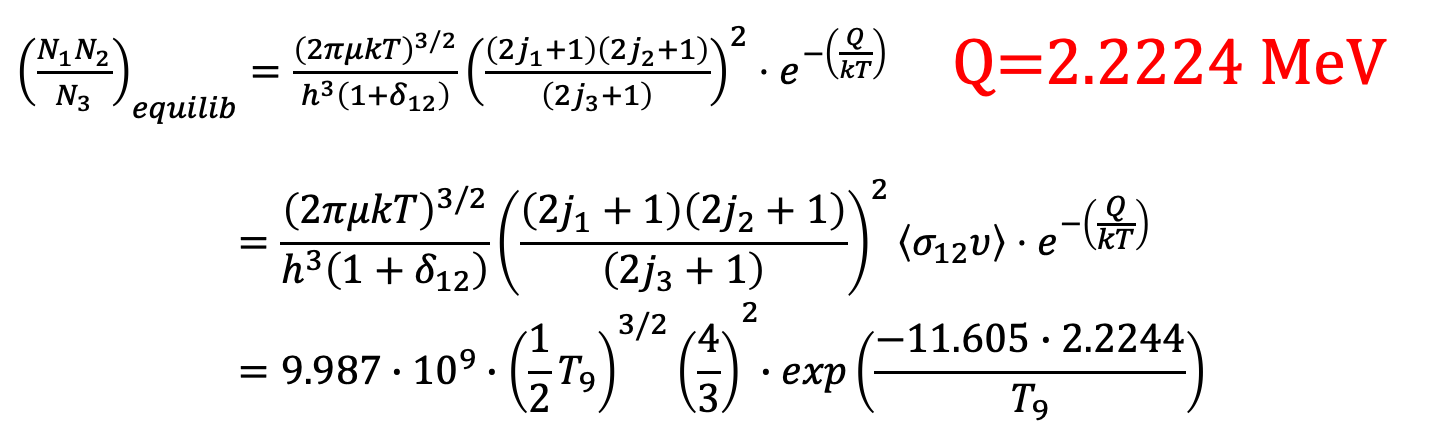 (N₁N₂/N₃)equilib = (2πμkT)^{3/2}/h³(1+δ₁₂) ((2j₁+1)(2j₂+1)/(2j₃+1))² · e^{−(Q/kT)} Q=2.2224 MeV
= (2πμkT)^{3/2}/h³(1 + δ₁₂) ((2j₁ + 1)(2j₂ + 1)/(2j₃ + 1))² ⟨σ₁₂υ⟩ · e^{−(Q/kT)}
= 9.987 · 10⁹ · (1/2 T₉)^{3/2} (4/3)² · exp(−11.605 · 2.2244/T₉)